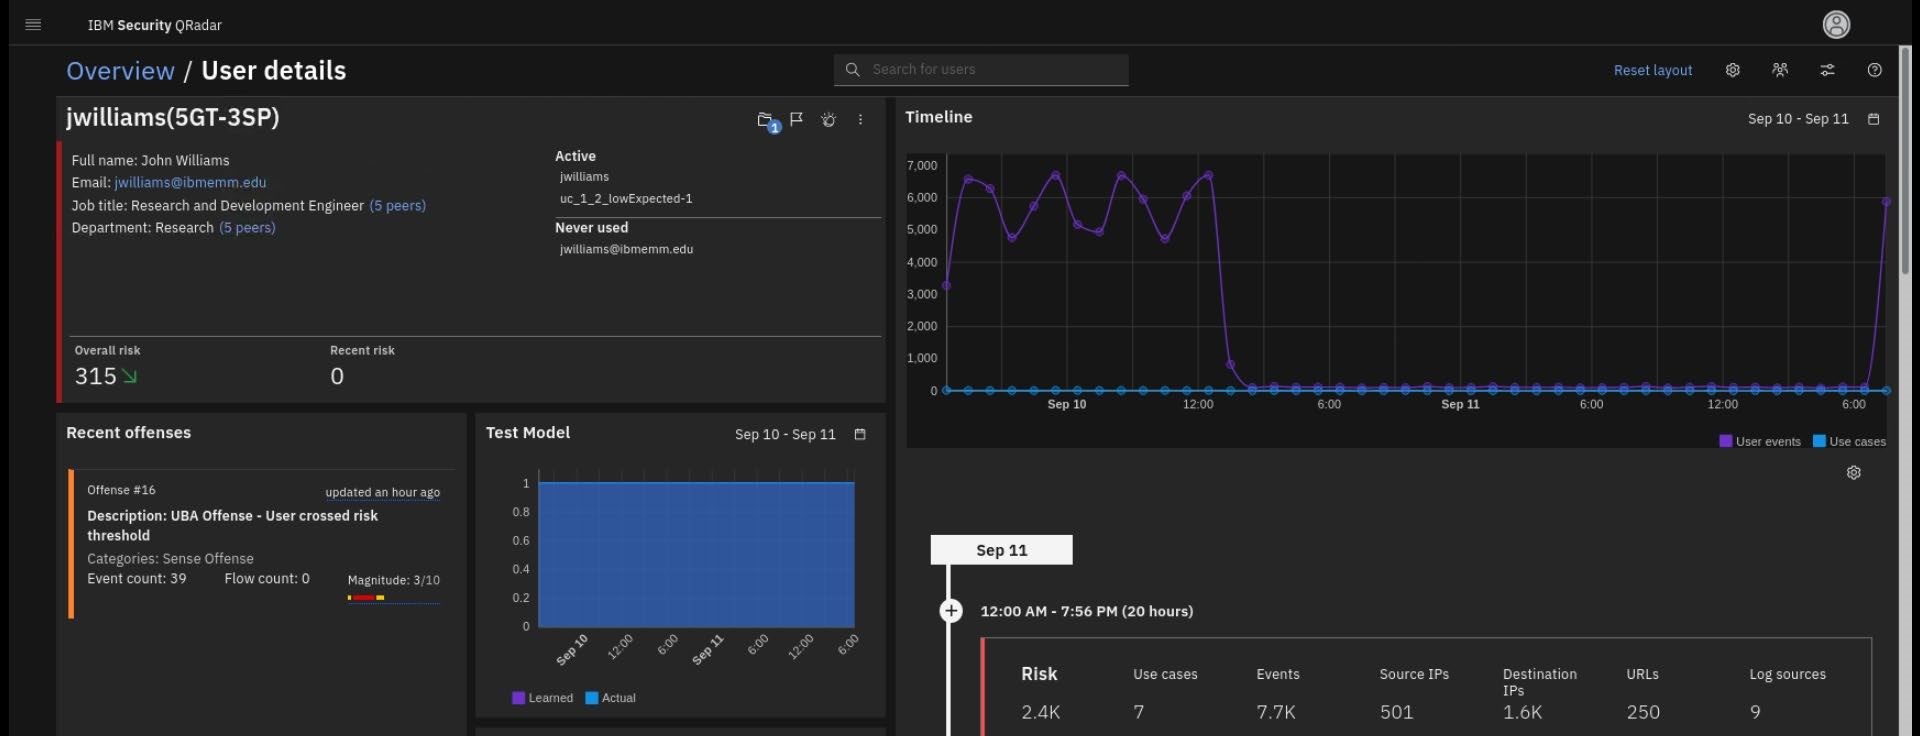 IBM Security QRadar
Overview / User details
Search for users
Reset layout
jwilliams(5GT-3SP)
1
Full name: John Williams
Email: jwilliams@ibmemm.edu
Job title: Research and Development Engineer (5 peers)
Department: Research (5 peers)
Active
jwilliams
uc_1_2_lowExpected-1
Never used
jwilliams@ibmemm.edu
Overall risk
315
Recent risk
0
Timeline
Sep 10 - Sep 11
7,000
6,000
5,000
4,000
3,000
2,000
1,000
0
Sep 10 12:00 6:00 Sep 11 6:00 12:00 6:00
User events Use cases
Recent offenses
Offense #16 updated an hour ago
Description: UBA Offense - User crossed risk
threshold
Categories: Sense Offense
Event count: 39 Flow count: 0 Magnitude: 3/10
Test Model
Sep 10 - Sep 11
1
0.8
0.6
0.4
0.2
0
Sep 10 12:00 6:00 Sep 11 6:00 12:00 6:00
Learned Actual
Sep 11
12:00 AM - 7:56 PM (20 hours)
Risk Use cases Events Source IPs Destination IPs URLs Log sources
2.4K 7 7.7K 501 1.6K 250 9